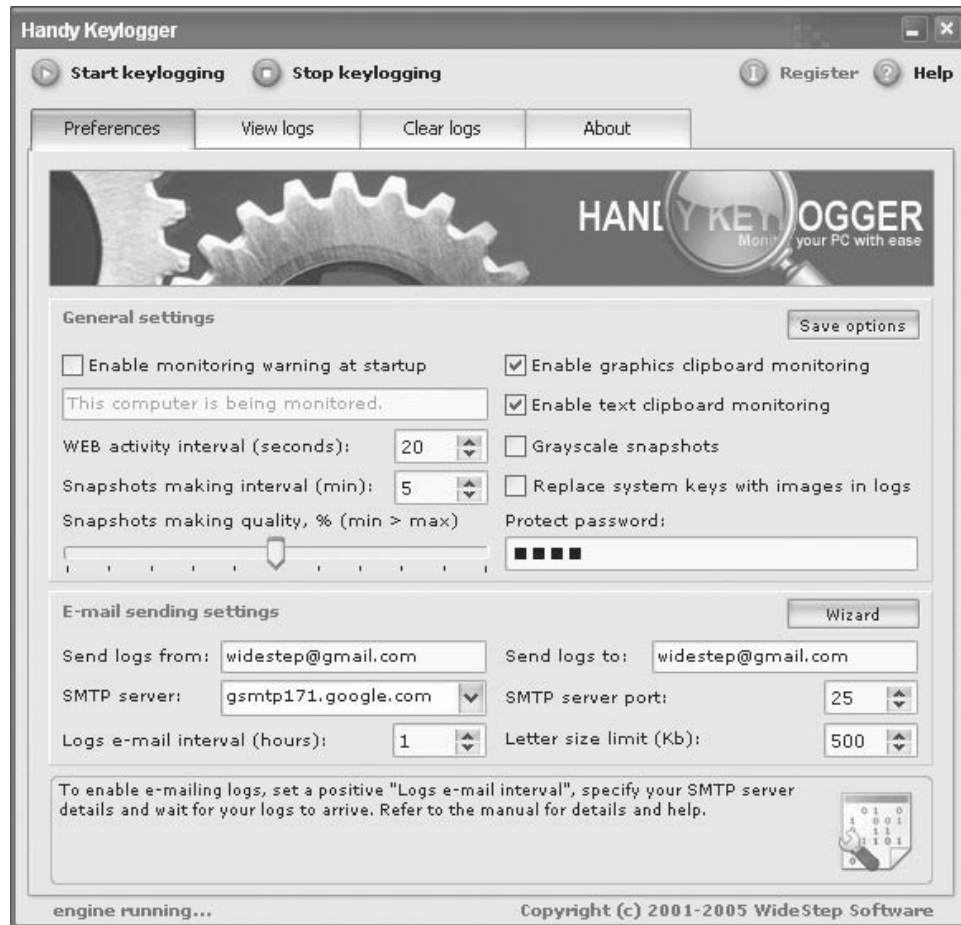 Handy Keylogger
Start keylogging Stop keylogging Register Help
Preferences View logs Clear logs About
HANDY KEYLOGGER
Monitor your PC with ease
General settings
Save options
Enable monitoring warning at startup
Enable graphics clipboard monitoring
This computer is being monitored.
Enable text clipboard monitoring
WEB activity interval (seconds): 20
Grayscale snapshots
Snapshots making interval (min): 5
Replace system keys with images in logs
Snapshots making quality, % (min > max)
Protect password:
E-mail sending settings
Wizard
Send logs from: widestep@gmail.com
Send logs to: widestep@gmail.com
SMTP server: gsmtp171.google.com
SMTP server port: 25
Logs e-mail interval (hours): 1
Letter size limit (Kb): 500
To enable e-mailing logs, set a positive "Logs e-mail interval", specify your SMTP server
details and wait for your logs to arrive. Refer to the manual for details and help.
engine running...
Copyright (c) 2001-2005 WideStep Software